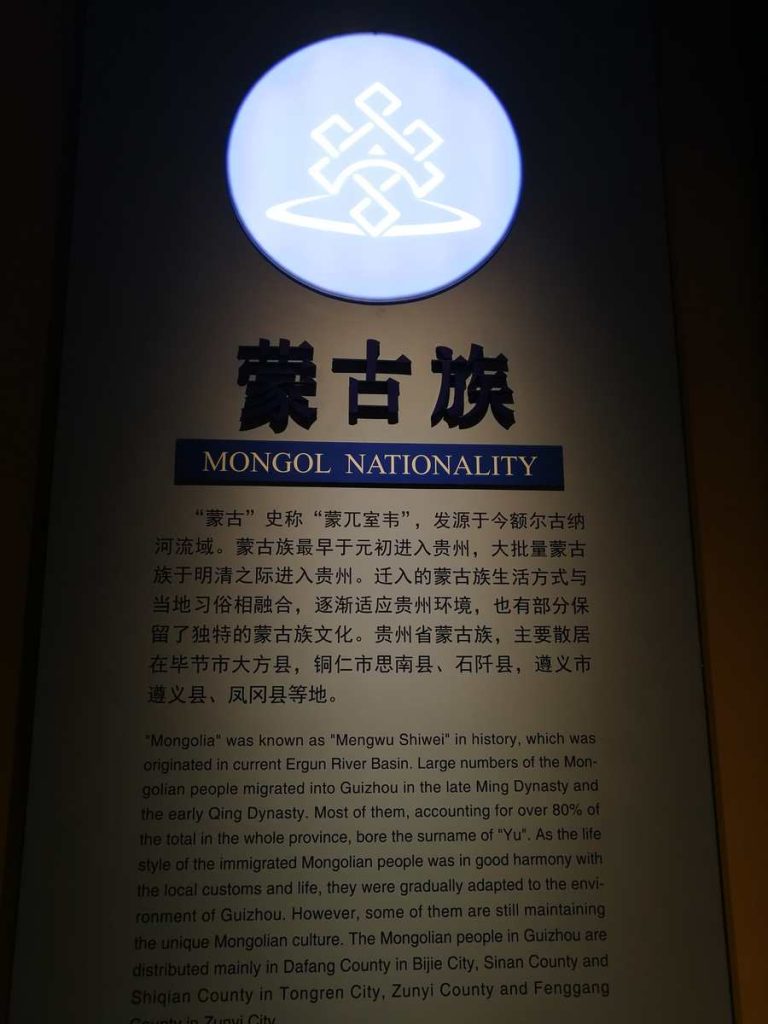 蒙古族
MONGOL NATIONALITY
“蒙古”史称“蒙兀室韦”，发源于今额尔古纳
河流域。蒙古族最早于元初进入贵州，大批量蒙古
族于明清之际进入贵州。迁入的蒙古族生活方式与
当地习俗相融合，逐渐适应贵州环境，也有部分保
留了独特的蒙古族文化。贵州省蒙古族，主要散居
在毕节市大方县，铜仁市思南县、石阡县，遵义市
遵义县、凤冈县等地。
"Mongolia" was known as "Mengwu Shiwei" in history, which was
originated in current Ergun River Basin. Large numbers of the Mon-
golian people migrated into Guizhou in the late Ming Dynasty and
the early Qing Dynasty. Most of them, accounting for over 80% of
the total in the whole province, bore the surname of "Yu". As the life
style of the immigrated Mongolian people was in good harmony with
the local customs and life, they were gradually adapted to the envi-
ronment of Guizhou. However, some of them are still maintaining
the unique Mongolian culture. The Mongolian people in Guizhou are
distributed mainly in Dafang County in Bijie City, Sinan County and
Shiqian County in Tongren City, Zunyi County and Fenggang
County in Zunyi City.